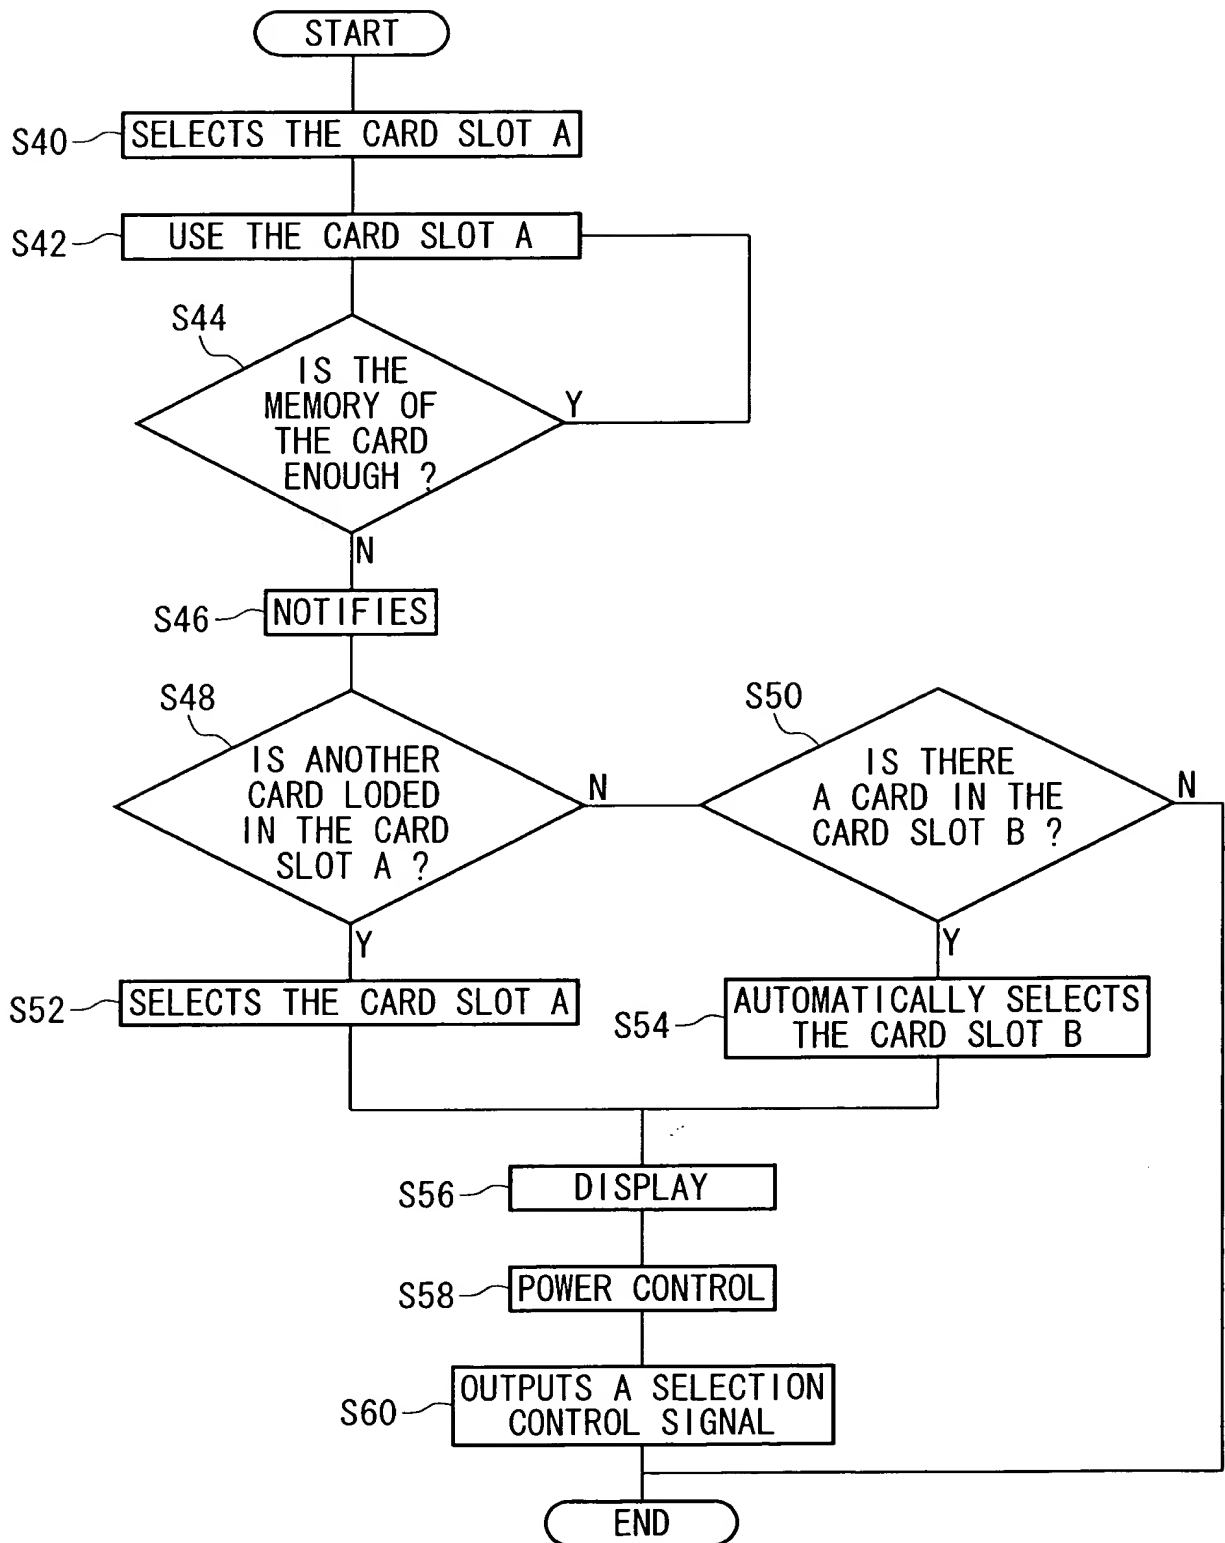 START
S40
SELECTS THE CARD SLOT A
S42
USE THE CARD SLOT A
S44
IS THE
MEMORY OF
THE CARD
ENOUGH ?
Y
N
S46
NOTIFIES
S48
IS ANOTHER
CARD LODED
IN THE CARD
SLOT A ?
N
Y
S50
IS THERE
A CARD IN THE
CARD SLOT B ?
N
Y
S52
SELECTS THE CARD SLOT A
S54
AUTOMATICALLY SELECTS
THE CARD SLOT B
S56
DISPLAY
S58
POWER CONTROL
S60
OUTPUTS A SELECTION
CONTROL SIGNAL
END